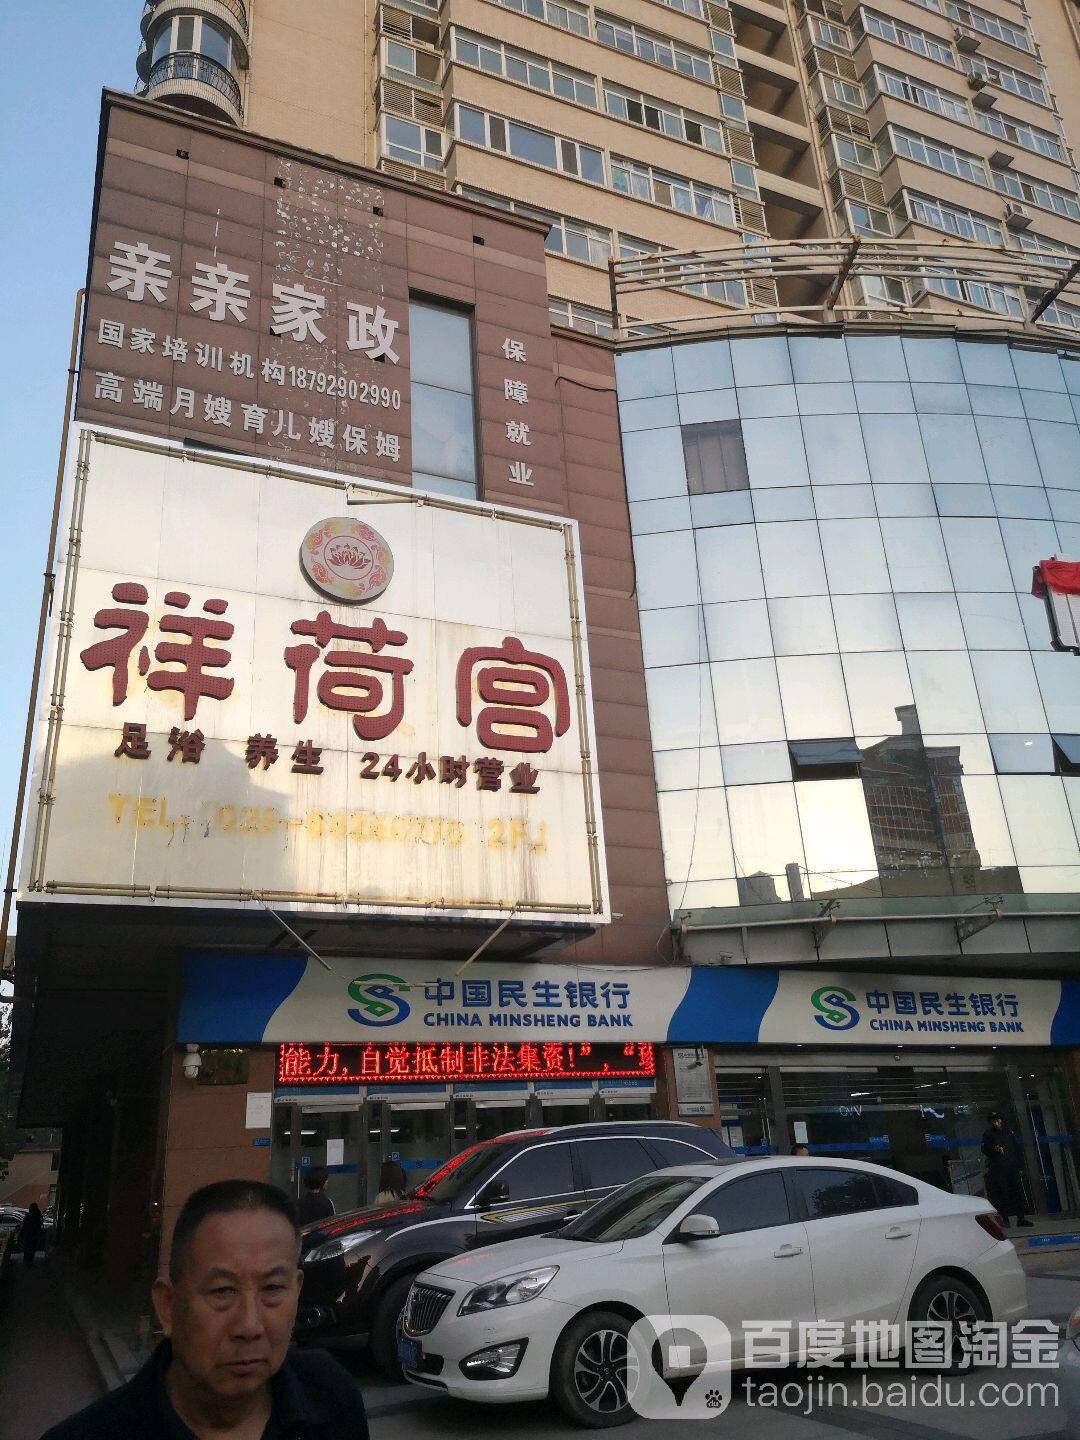 亲亲家政
国家培训机构18792902990
高端月嫂育儿嫂保姆
保障就业
祥荷宫
足浴 养生 24小时营业
中国民生银行
CHINA MINSHENG BANK
中国民生银行
CHINA MINSHENG BANK
能力,自觉抵制非法集资!”,“
百度地图淘金
taojin.baidu.com